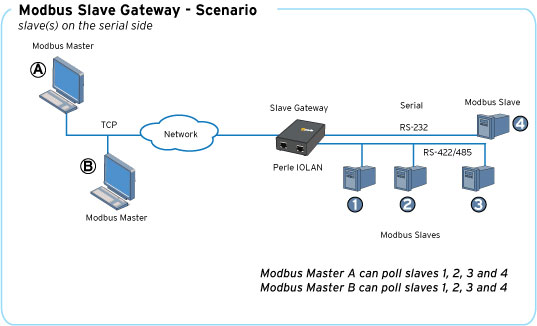 Modbus Slave Gateway - Scenario
slave(s) on the serial side
Modbus Master
A
TCP
B
Modbus Master
Network
Slave Gateway
Perle IOLAN
Serial
RS-232
Modbus Slave
4
RS-422/485
1
2
3
Modbus Slaves
Modbus Master A can poll slaves 1, 2, 3 and 4
Modbus Master B can poll slaves 1, 2, 3 and 4